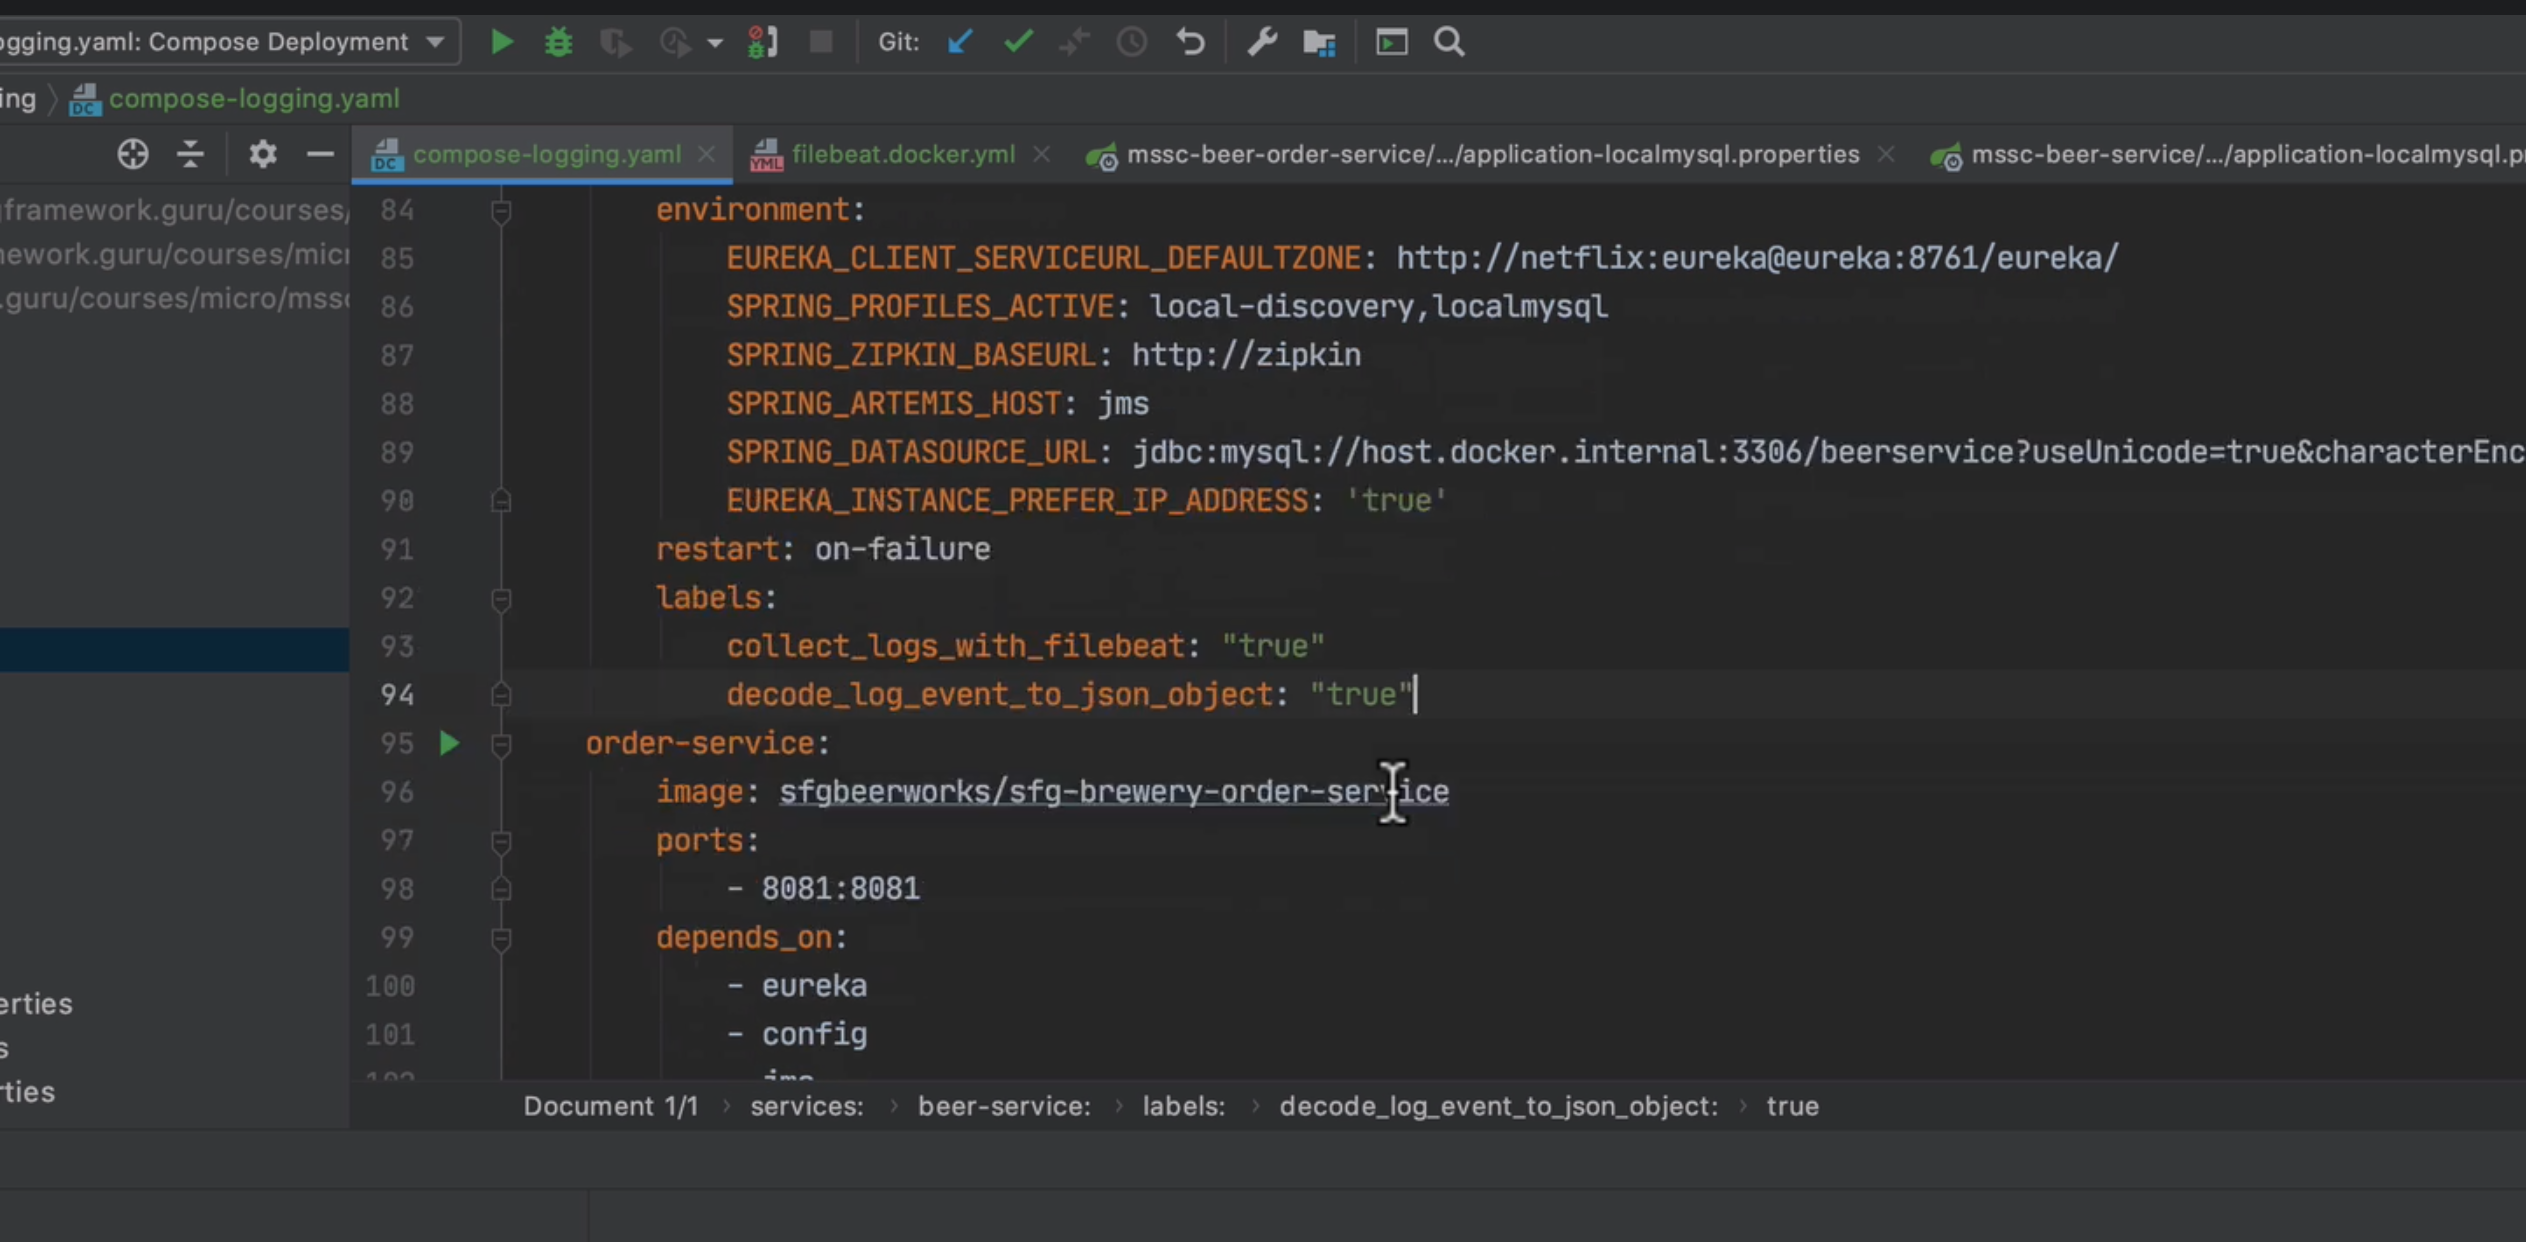 ogging.yaml: Compose Deployment
Git:
ing
DC compose-logging.yaml
DC compose-logging.yaml
YML filebeat.docker.yml
mssc-beer-order-service/.../application-localmysql.properties
mssc-beer-service/.../application-localmysql.p
gframework.guru/courses/
ework.guru/courses/micr
.guru/courses/micro/mss
erties
s
rties
84 environment:
85 EUREKA_CLIENT_SERVICEURL_DEFAULTZONE: http://netflix:eureka@eureka:8761/eureka/
86 SPRING_PROFILES_ACTIVE: local-discovery,localmysql
87 SPRING_ZIPKIN_BASEURL: http://zipkin
88 SPRING_ARTEMIS_HOST: jms
89 SPRING_DATASOURCE_URL: jdbc:mysql://host.docker.internal:3306/beerservice?useUnicode=true&characterEnc
90 EUREKA_INSTANCE_PREFER_IP_ADDRESS: 'true'
91 restart: on-failure
92 labels:
93 collect_logs_with_filebeat: "true"
94 decode_log_event_to_json_object: "true"
95 order-service:
96 image: sfgbeerworks/sfg-brewery-order-service
97 ports:
98 - 8081:8081
99 depends_on:
100 - eureka
101 - config
Document 1/1 › services: › beer-service: › labels: › decode_log_event_to_json_object: › true